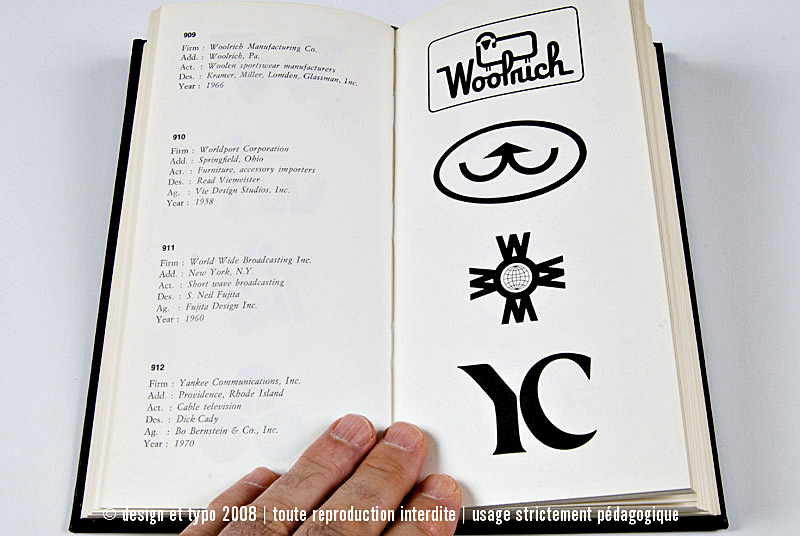 909
Firm : Woolrich Manufacturing Co.
Add. : Woolrich, Pa.
Act. : Woolen sportswear manufacturers
Des. : Kramer, Miller, Lomden, Glassman, Inc.
Year : 1966
910
Firm : Worldport Corporation
Add. : Springfield, Ohio
Act. : Furniture, accessory importers
Des. : Read Viemeister
Ag. : Vie Design Studios, Inc.
Year : 1958
911
Firm : World Wide Broadcasting Inc.
Add. : New York, N.Y.
Act. : Short wave broadcasting
Des. : S. Neil Fujita
Ag. : Fujita Design Inc.
Year : 1960
912
Firm : Yankee Communications, Inc.
Add. : Providence, Rhode Island
Act. : Cable television
Des. : Dick Cady
Ag. : Bo Bernstein & Co., Inc.
Year : 1970
Woolrich
W
W W
W
YC
© design et typo 2008 | toute reproduction interdite | usage strictement pédagogique